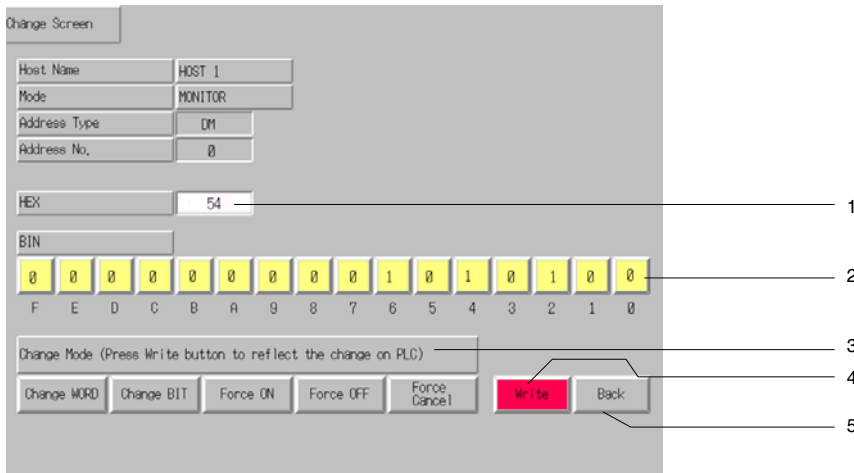 Change Screen
Host Name HOST 1
Mode MONITOR
Address Type DM
Address No. 0
HEX 54 1
BIN
0 0 0 0 0 0 0 0 0 1 0 1 0 1 0 0 2
F E D C B A 9 8 7 6 5 4 3 2 1 0
Change Mode (Press Write button to reflect the change on PLC) 3
4
Change WORD Change BIT Force ON Force OFF Force Cancel Write Back
5